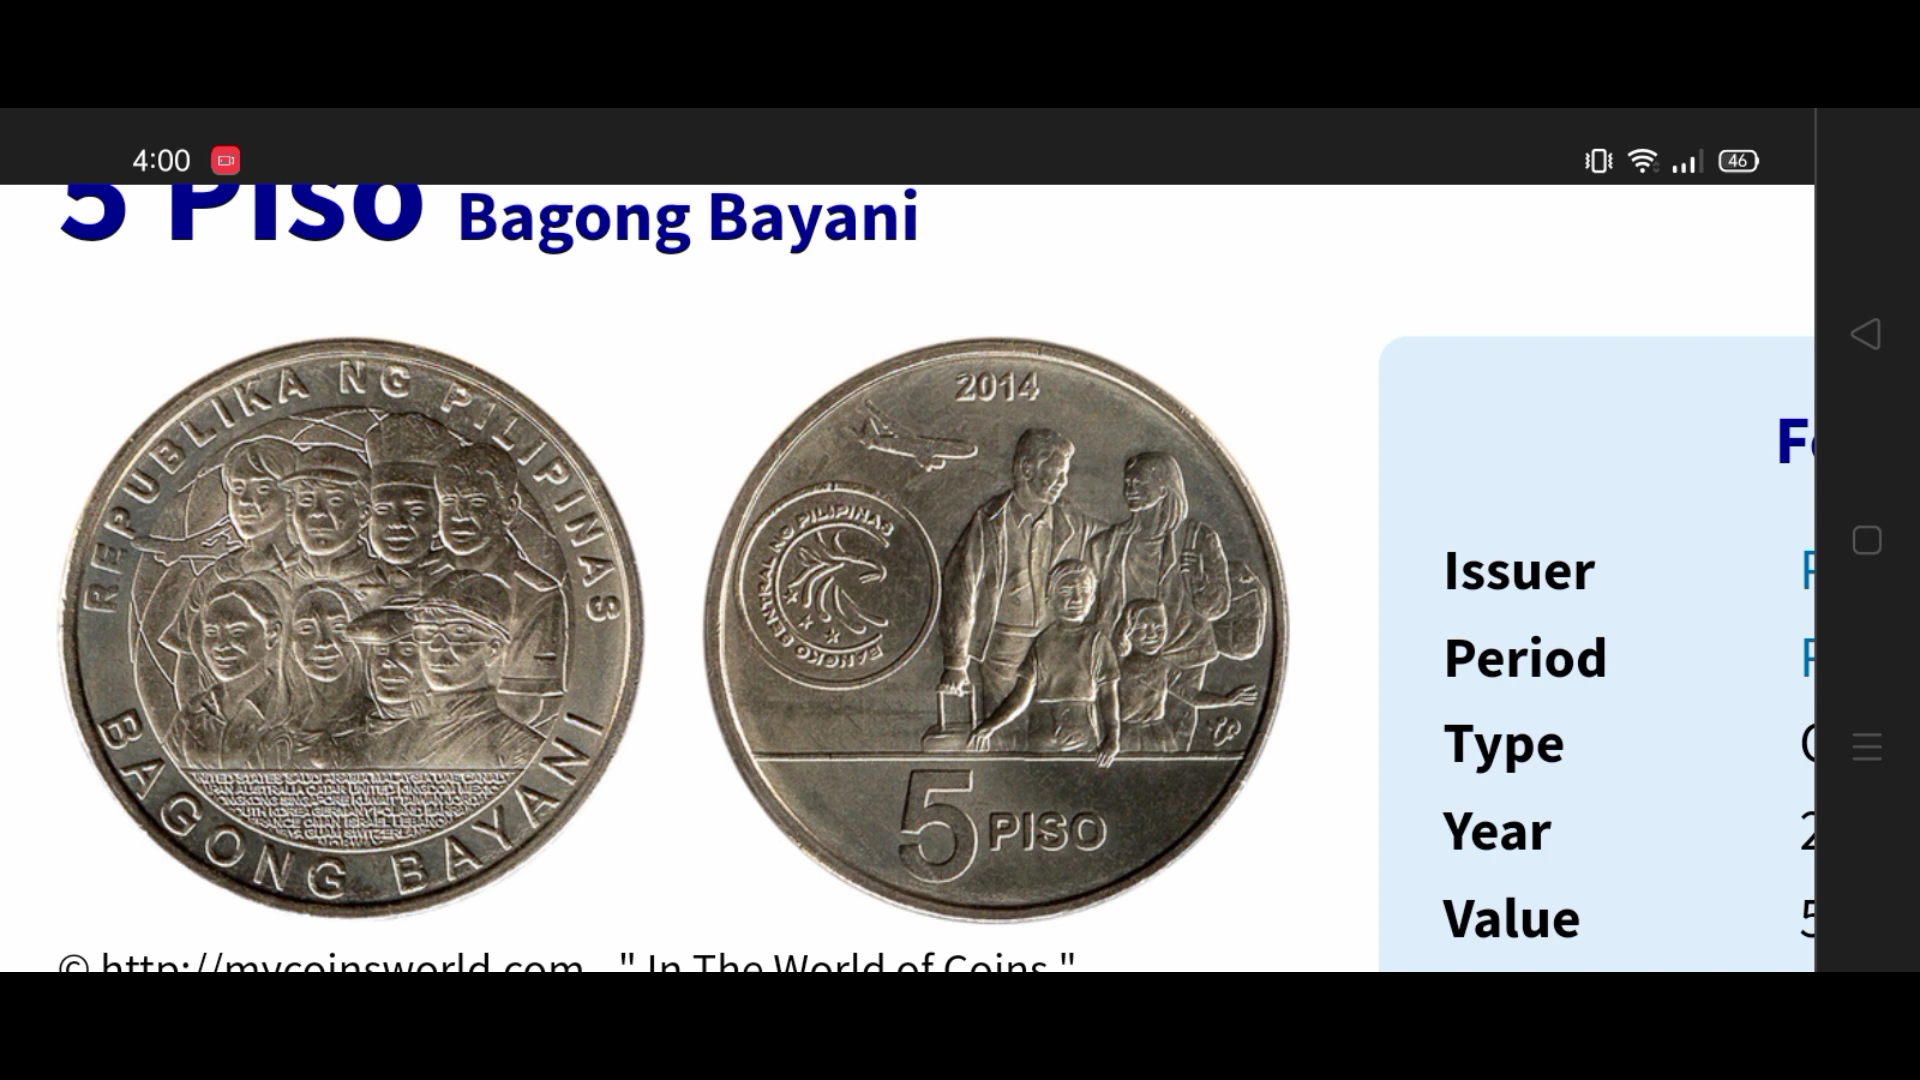 4:00
46
5 Piso Bagong Bayani
REPUBLIKA NG PILIPINAS
BAGONG BAYANI
2014
BANGKO SENTRAL NG PILIPINAS
5 PISO
Issuer
Period
Type
Year
Value
© http://mycoinsworld.com - " In The World of Coins "